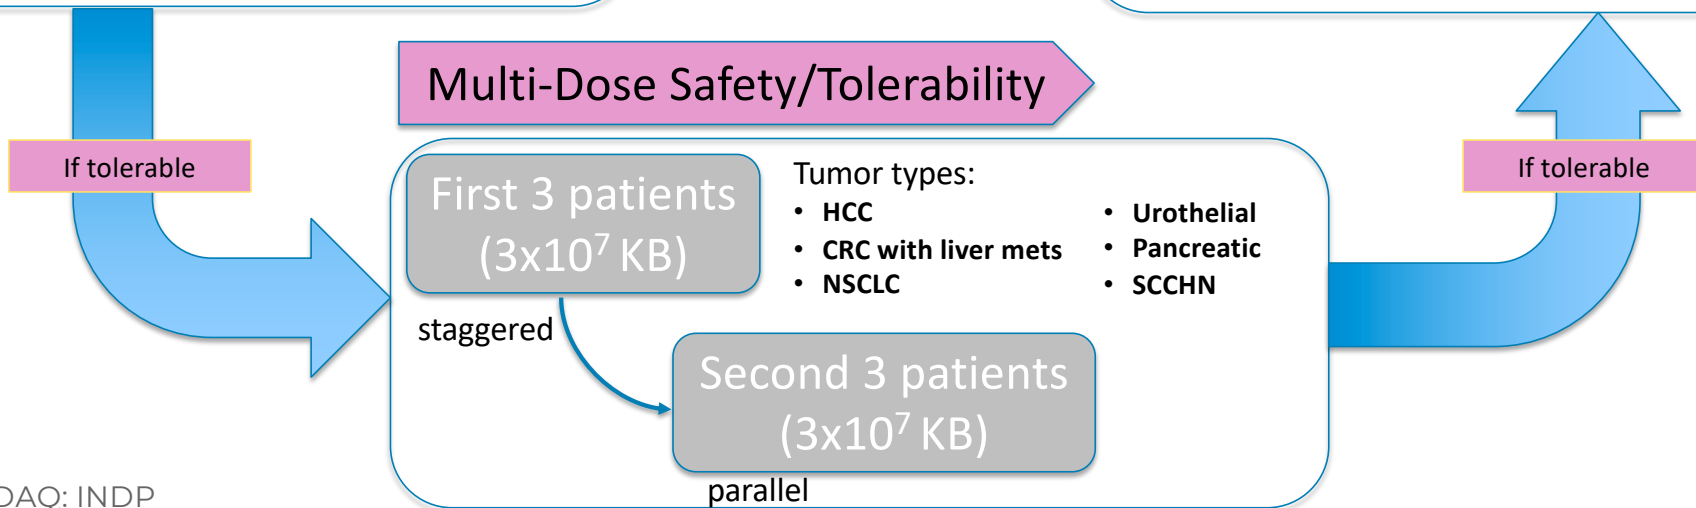 Multi-Dose Safety/Tolerability
If tolerable
If tolerable
First 3 patients
(3x10⁷ KB)
Tumor types:
• HCC
• CRC with liver mets
• NSCLC
• Urothelial
• Pancreatic
• SCCHN
staggered
Second 3 patients
(3x10⁷ KB)
parallel
DAQ: INDP